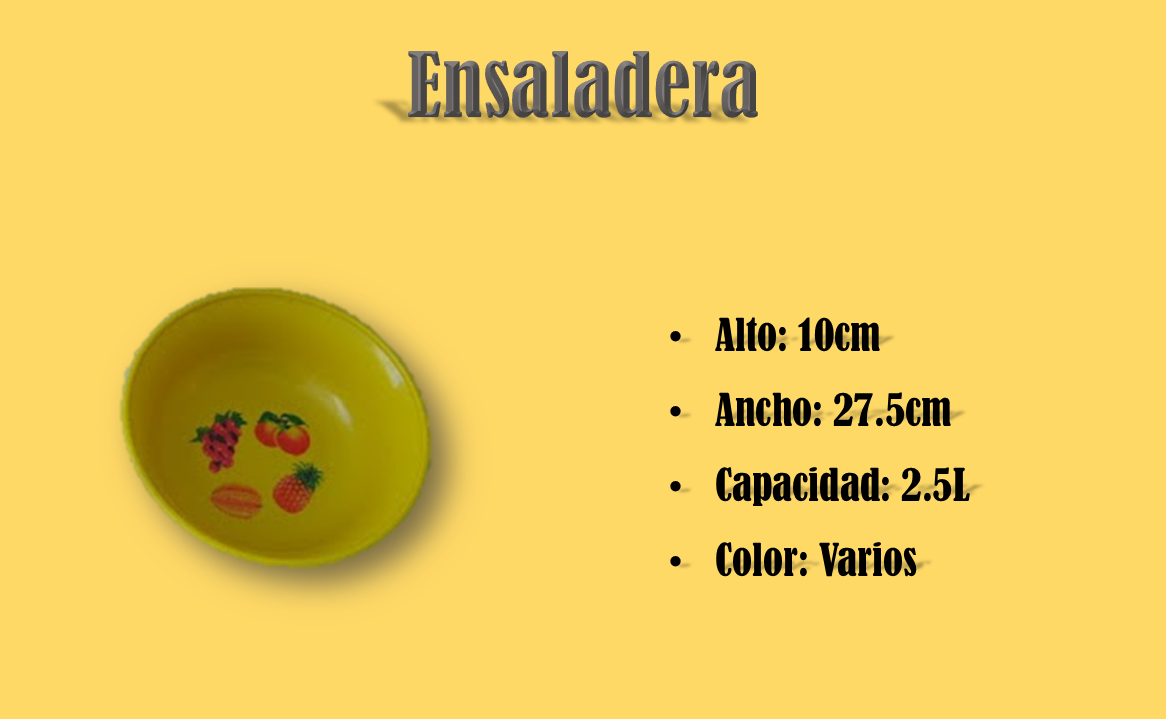 Ensaladera
• Alto: 10cm
• Ancho: 27.5cm
• Capacidad: 2.5L
• Color: Varios